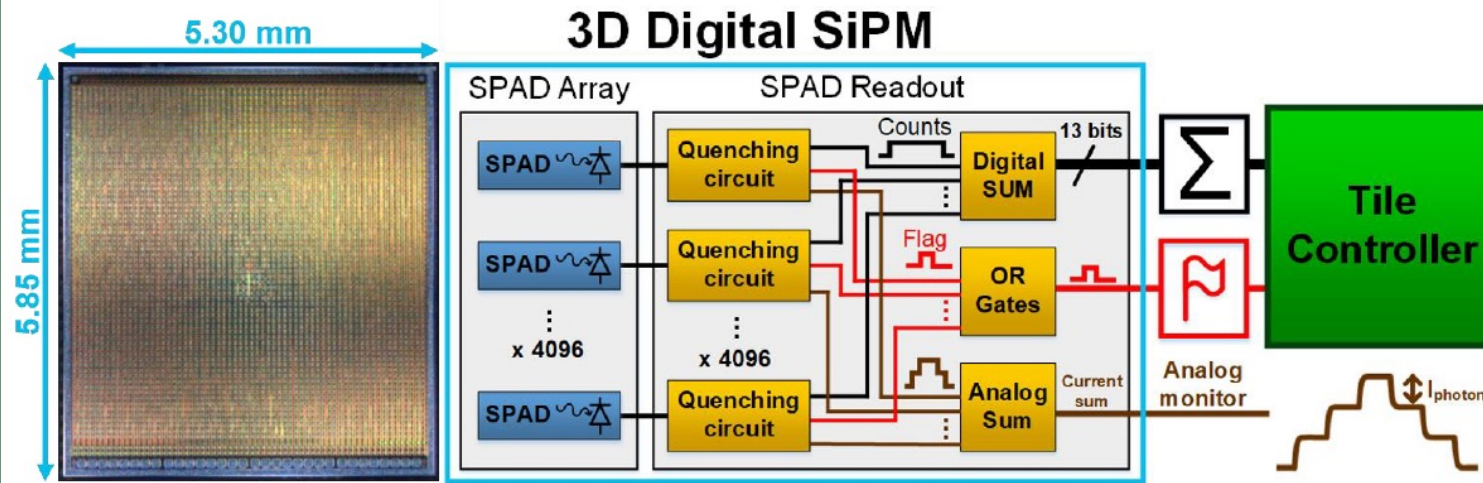 5.30 mm
5.85 mm
3D Digital SiPM
SPAD Array
SPAD Readout
SPAD
SPAD
⋮
x 4096
SPAD
Quenching
circuit
Quenching
circuit
⋮
x 4096
Quenching
circuit
Counts
Digital
SUM
13 bits
Flag
OR
Gates
Analog
Sum
Current
sum
Σ
Tile
Controller
Analog
monitor
Iphoton